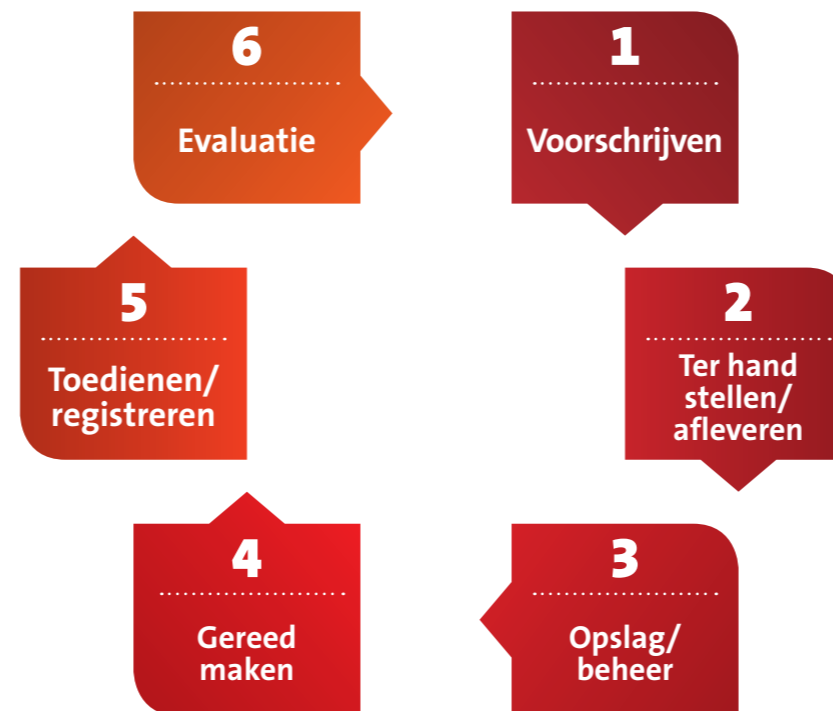 1
Voorschrijven
2
Ter hand
stellen/
afleveren
3
Opslag/
beheer
4
Gereed
maken
5
Toedienen/
registreren
6
Evaluatie